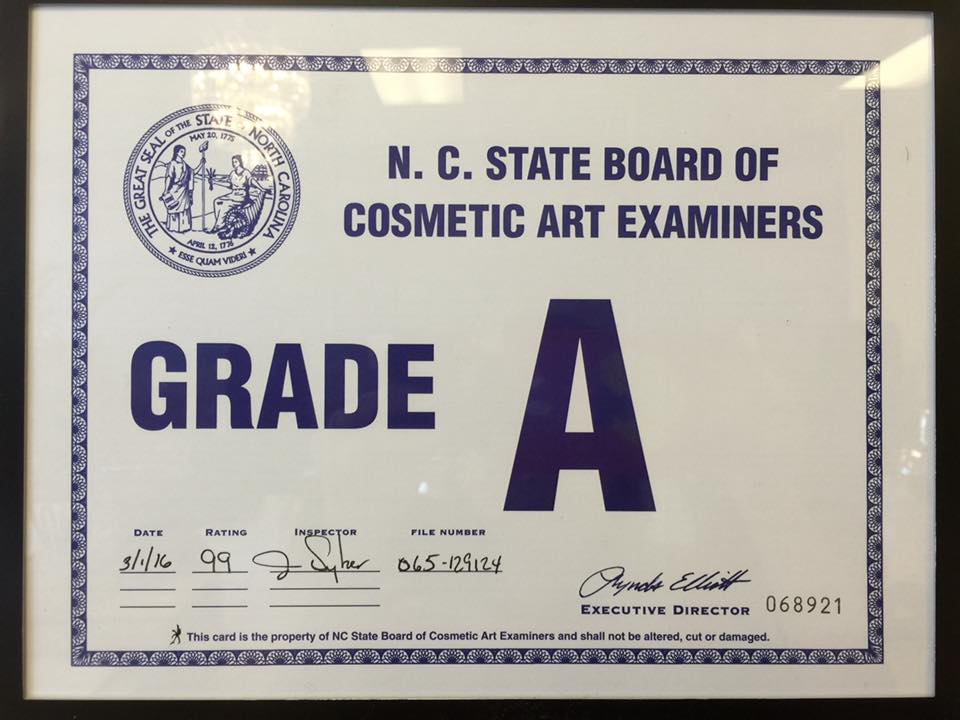 THE GREAT SEAL OF THE STATE NORTH CAROLINA
MAY 20, 1775
APRIL 12, 1776
★ ESSE QUAM VIDERI ★
N. C. STATE BOARD OF
COSMETIC ART EXAMINERS
GRADE A
DATE RATING INSPECTOR FILE NUMBER
3/1/16 99 065-129124
Lynda Elliott
EXECUTIVE DIRECTOR 068921
This card is the property of NC State Board of Cosmetic Art Examiners and shall not be altered, cut or damaged.